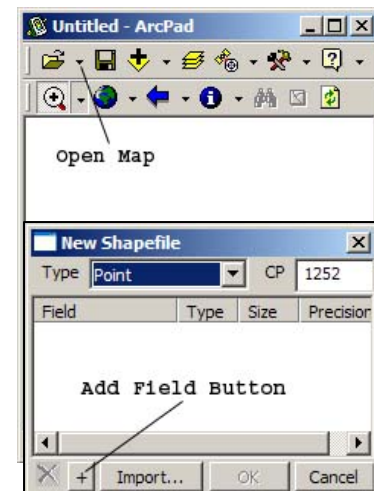 Untitled - ArcPad
Open Map
New Shapefile
Type Point CP 1252
Field Type Size Precision
Add Field Button
+ Import... OK Cancel